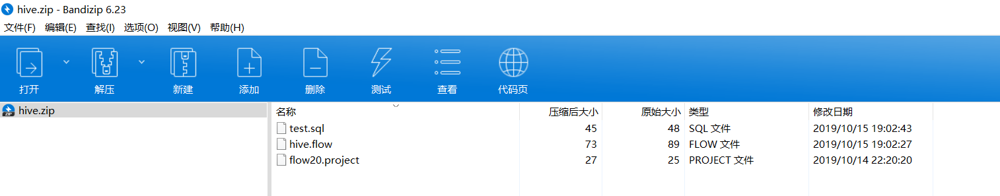 hive.zip - Bandizip 6.23
文件(F) 编辑(E) 查找(I) 选项(O) 视图(V) 帮助(H)
打开 解压 新建 添加 删除 测试 查看 代码页
hive.zip
名称 压缩后大小 原始大小 类型 修改日期
test.sql 45 48 SQL 文件 2019/10/15 19:02:43
hive.flow 73 89 FLOW 文件 2019/10/15 19:02:27
flow20.project 27 25 PROJECT 文件 2019/10/14 22:20:20